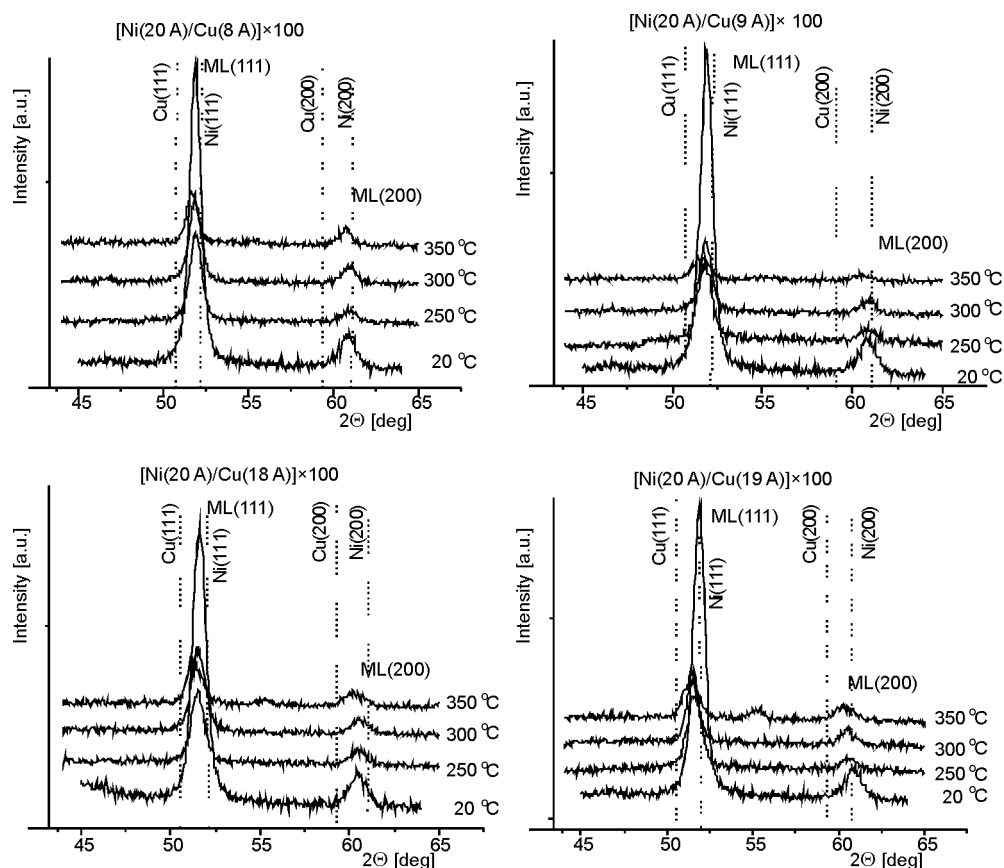 [Ni(20 A)/Cu(8 A)]×100
Intensity [a.u.]
Cu(111)
ML(111)
Ni(111)
Cu(200)
Ni(200)
ML(200)
350 °C
300 °C
250 °C
20 °C
45 50 55 60 65
2Θ [deg]
[Ni(20 A)/Cu(9 A)]× 100
Intensity [a.u.]
Cu(111)
ML(111)
Ni(111)
Cu(200)
Ni(200)
ML(200)
350 °C
300 °C
250 °C
20 °C
45 50 55 60 65
2Θ [deg]
[Ni(20 A)/Cu(18 A)]×100
Intensity [a.u.]
Cu(111)
ML(111)
Ni(111)
Cu(200)
Ni(200)
ML(200)
350 °C
300 °C
250 °C
20 °C
45 50 55 60 65
2Θ [deg]
[Ni(20 A)/Cu(19 A)]×100
Intensity [a.u.]
Cu(111)
ML(111)
Ni(111)
Cu(200)
Ni(200)
ML(200)
350 °C
300 °C
250 °C
20 °C
45 50 55 60 65
2Θ [deg]